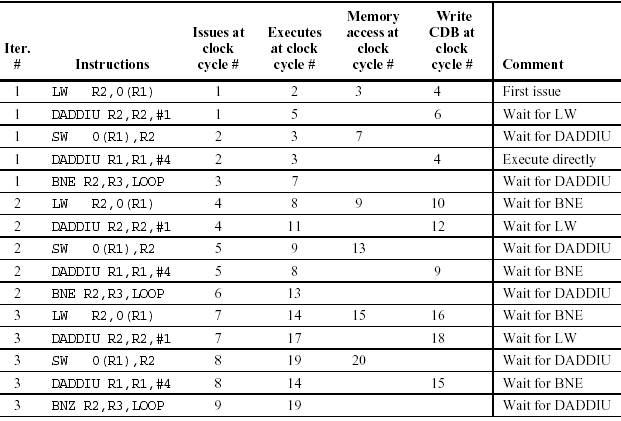 Iter. # Instructions Issues at clock cycle # Executes at clock cycle # Memory access at clock cycle # Write CDB at clock cycle # Comment
1 LW R2,0(R1) 1 2 3 4 First issue
1 DADDIU R2,R2,#1 1 5 6 Wait for LW
1 SW 0(R1),R2 2 3 7 Wait for DADDIU
1 DADDIU R1,R1,#4 2 3 4 Execute directly
1 BNE R2,R3,LOOP 3 7 Wait for DADDIU
2 LW R2,0(R1) 4 8 9 10 Wait for BNE
2 DADDIU R2,R2,#1 4 11 12 Wait for LW
2 SW 0(R1),R2 5 9 13 Wait for DADDIU
2 DADDIU R1,R1,#4 5 8 9 Wait for BNE
2 BNE R2,R3,LOOP 6 13 Wait for DADDIU
3 LW R2,0(R1) 7 14 15 16 Wait for BNE
3 DADDIU R2,R2,#1 7 17 18 Wait for LW
3 SW 0(R1),R2 8 19 20 Wait for DADDIU
3 DADDIU R1,R1,#4 8 14 15 Wait for BNE
3 BNZ R2,R3,LOOP 9 19 Wait for DADDIU